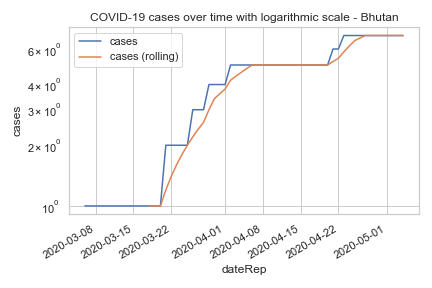 COVID-19 cases over time with logarithmic scale - Bhutan
cases
cases (rolling)
6 × 10⁰
4 × 10⁰
3 × 10⁰
2 × 10⁰
10⁰
cases
2020-03-08
2020-03-15
2020-03-22
2020-04-01
2020-04-08
2020-04-15
2020-04-22
2020-05-01
dateRep